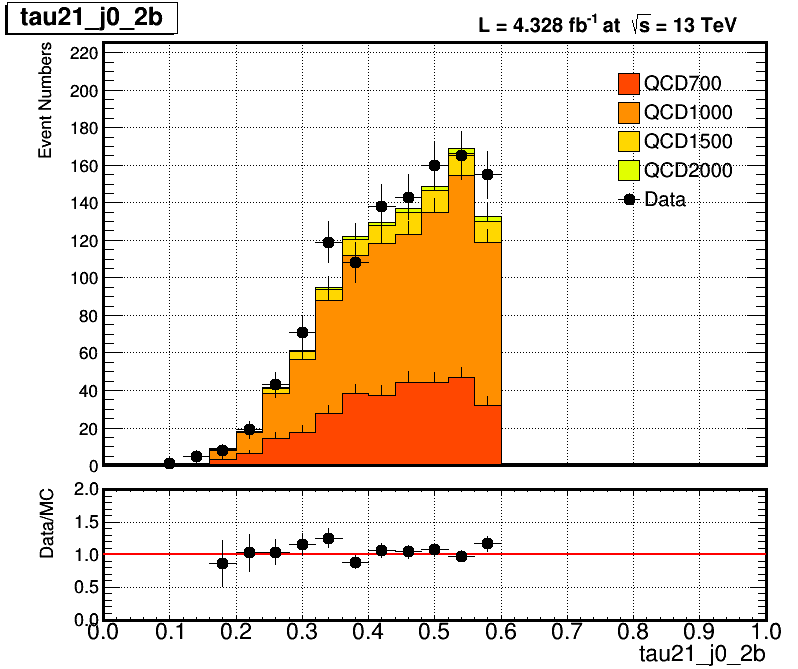 tau21_j0_2b
L = 4.328 fb⁻¹ at √s = 13 TeV
Event Numbers
220
200
180
160
140
120
100
80
60
40
20
0
QCD700
QCD1000
QCD1500
QCD2000
Data
Data/MC
2.0
1.5
1.0
0.5
0.0
0.0 0.1 0.2 0.3 0.4 0.5 0.6 0.7 0.8 0.9 1.0
tau21_j0_2b